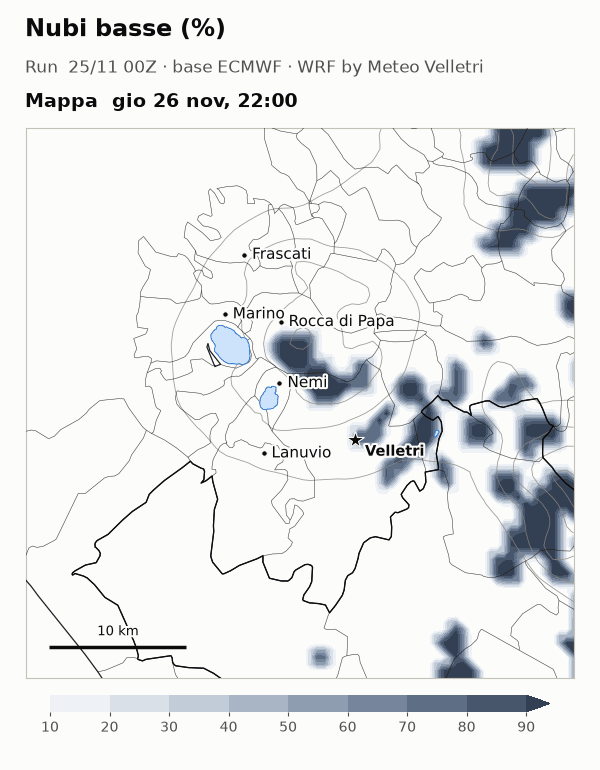 Nubi basse (%)
Run  25/11 00Z · base ECMWF · WRF by Meteo Velletri
Mappa  gio 26 nov, 22:00
Frascati
Marino
Rocca di Papa
Nemi
Velletri
Lanuvio
10 km
10 20 30 40 50 60 70 80 90